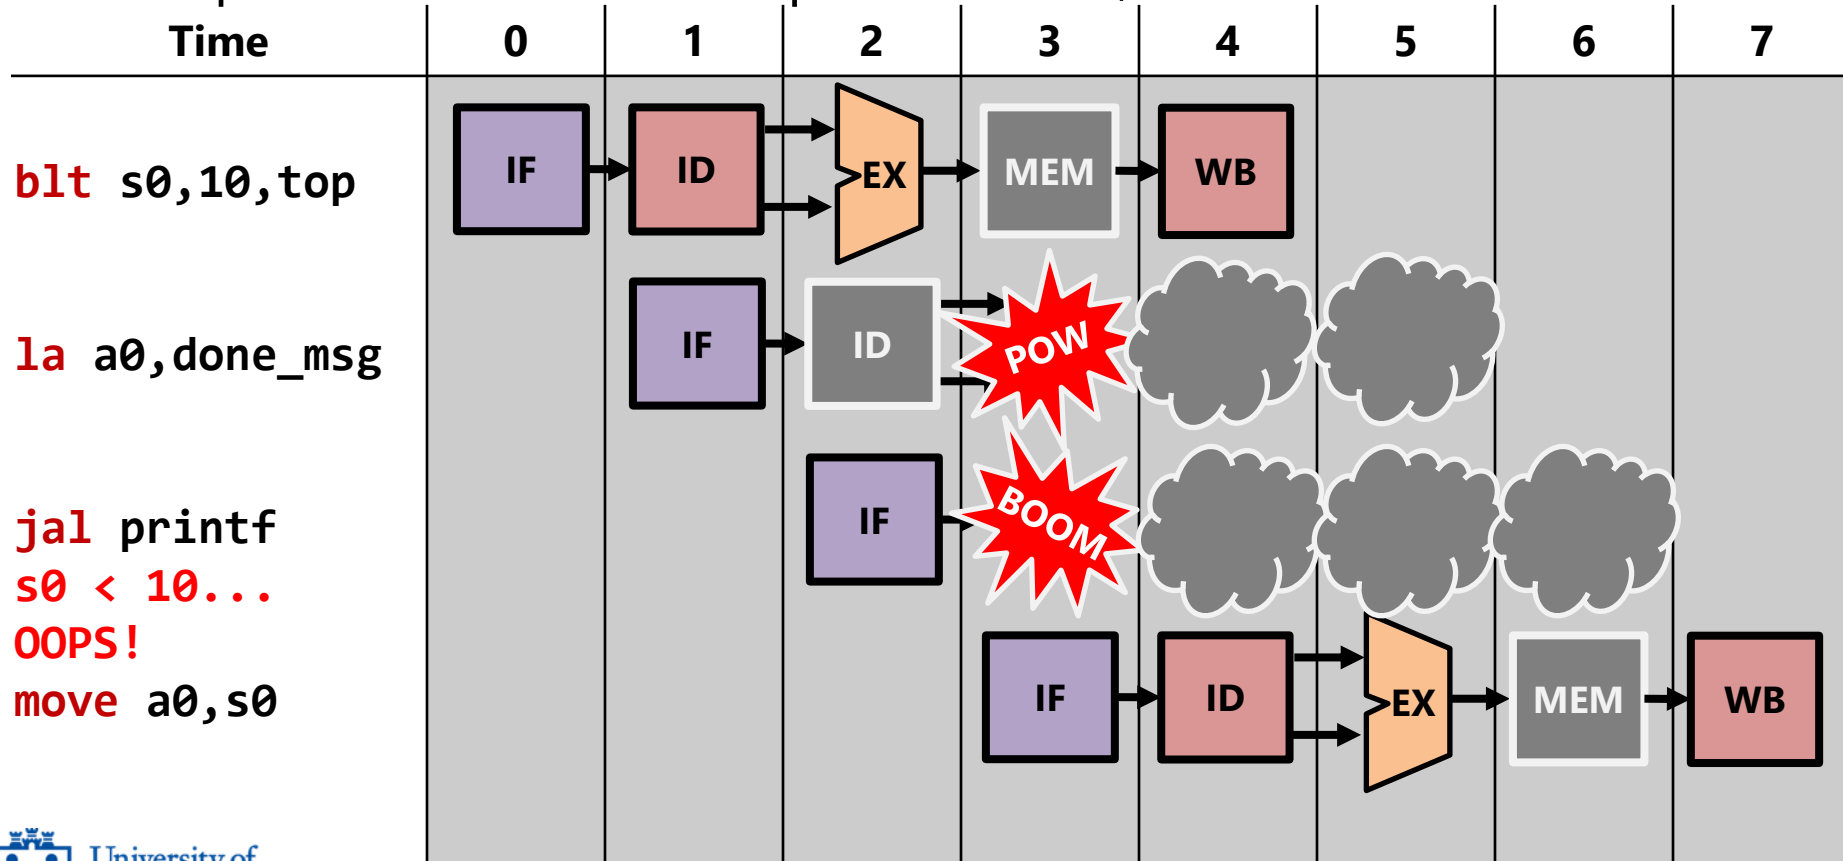 Time 0 1 2 3 4 5 6 7
blt s0,10,top IF ID EX MEM WB
la a0,done_msg IF ID POW
jal printf IF BOOM
s0 < 10...
OOPS!
move a0,s0 IF ID EX MEM WB
University of